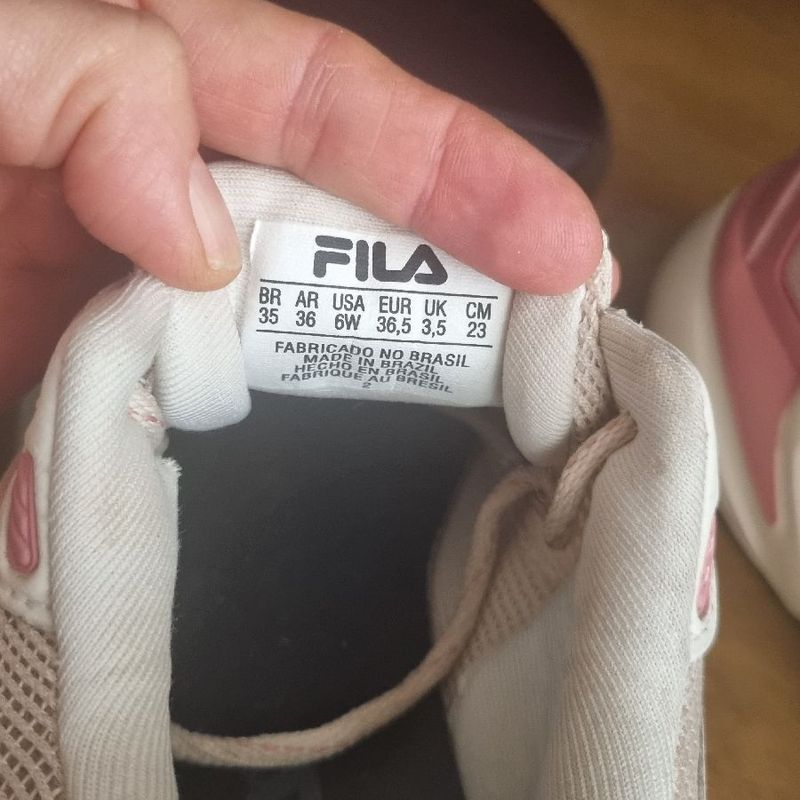 FILA
BR AR USA EUR UK CM
35 36 6W 36,5 3,5 23
FABRICADO NO BRASIL
MADE IN BRAZIL
HECHO EN BRASIL
FABRIQUE AU BRESIL
2